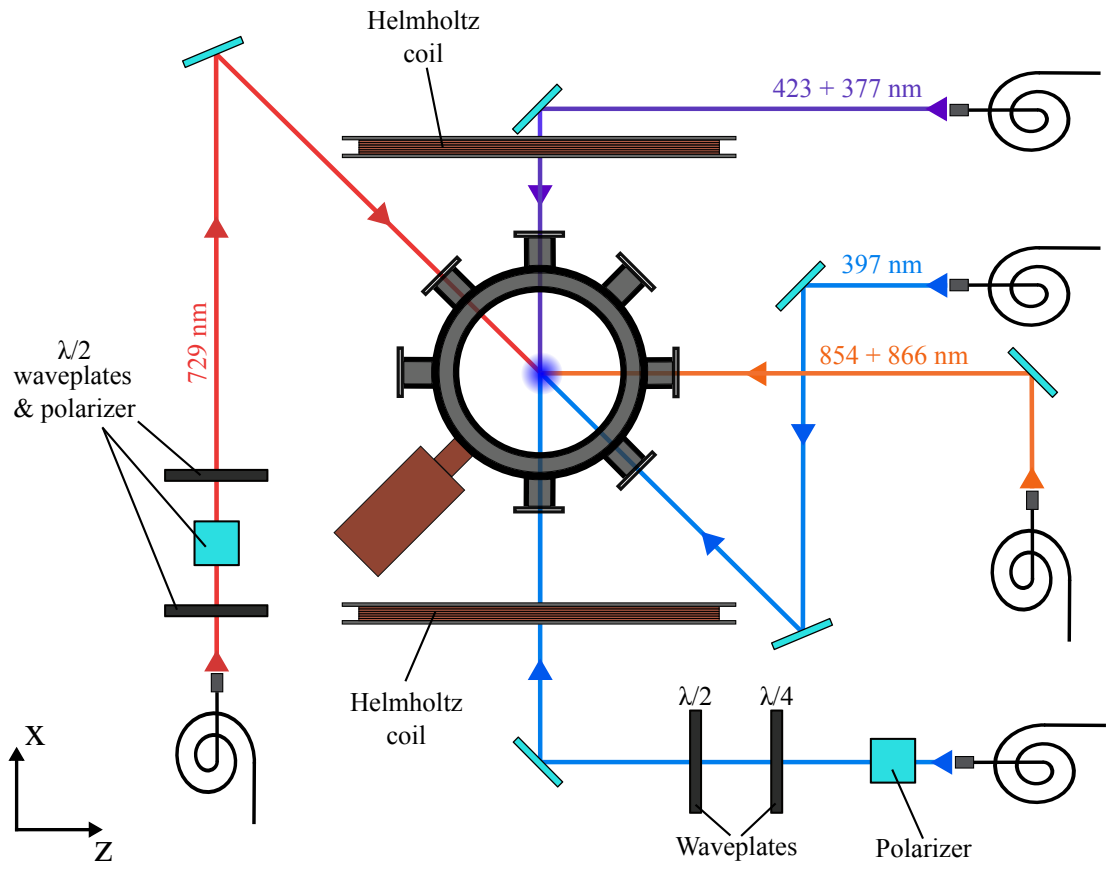 Helmholtz
coil
423 + 377 nm
397 nm
854 + 866 nm
729 nm
λ/2
waveplates
& polarizer
Helmholtz
coil
λ/2
λ/4
Waveplates
Polarizer
X
Z